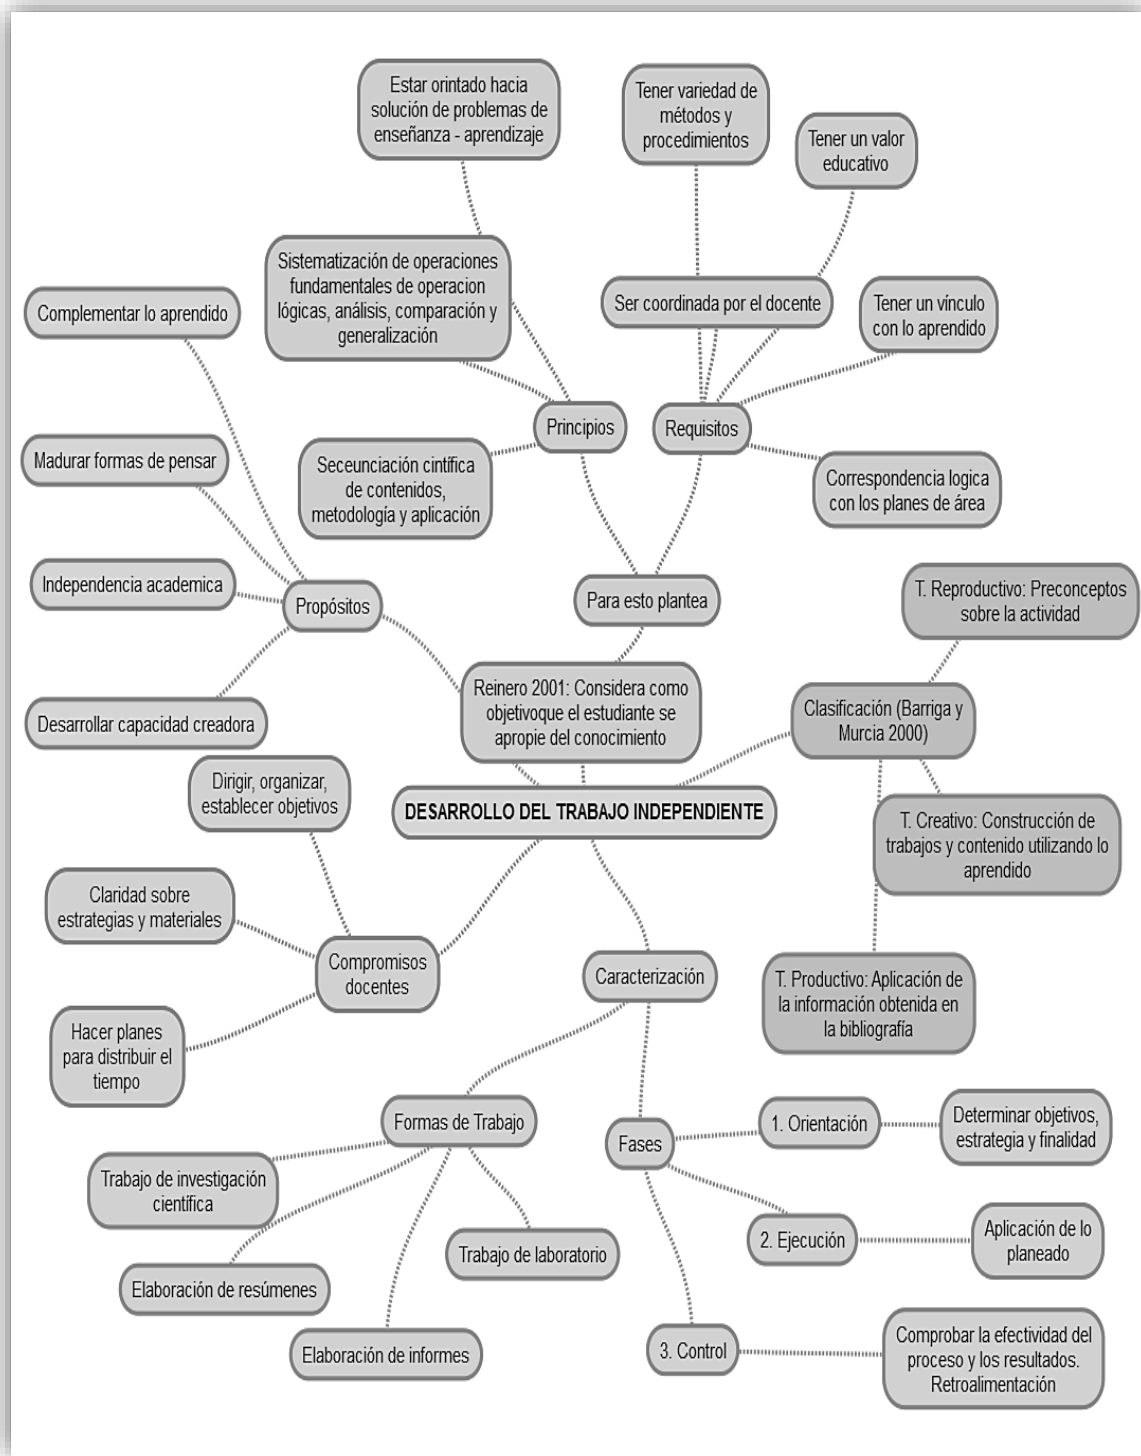 Estar orintado hacia
solución de problemas de
enseñanza - aprendizaje
Tener variedad de
métodos y
procedimientos
Tener un valor
educativo
Sistematización de operaciones
fundamentales de operacion
lógicas, análisis, comparación y
generalización
Ser coordinada por el docente
Tener un vínculo
con lo aprendido
Complementar lo aprendido
Principios
Requisitos
Madurar formas de pensar
Seceunciación cintífica
de contenidos,
metodología y aplicación
Correspondencia logica
con los planes de área
Independencia academica
Propósitos
Para esto plantea
T. Reproductivo: Preconceptos
sobre la actividad
Desarrollar capacidad creadora
Reinero 2001: Considera como
objetivoque el estudiante se
apropie del conocimiento
Clasificación (Barriga y
Murcia 2000)
Dirigir, organizar,
establecer objetivos
DESARROLLO DEL TRABAJO INDEPENDIENTE
T. Creativo: Construcción de
trabajos y contenido utilizando lo
aprendido
Claridad sobre
estrategias y materiales
Compromisos
docentes
Caracterización
T. Productivo: Aplicación de
la información obtenida en
la bibliografía
Hacer planes
para distribuir el
tiempo
Formas de Trabajo
Fases
1. Orientación
Determinar objetivos,
estrategia y finalidad
Trabajo de investigación
científica
Trabajo de laboratorio
2. Ejecución
Aplicación de lo
planeado
Elaboración de resúmenes
Elaboración de informes
3. Control
Comprobar la efectividad del
proceso y los resultados.
Retroalimentación